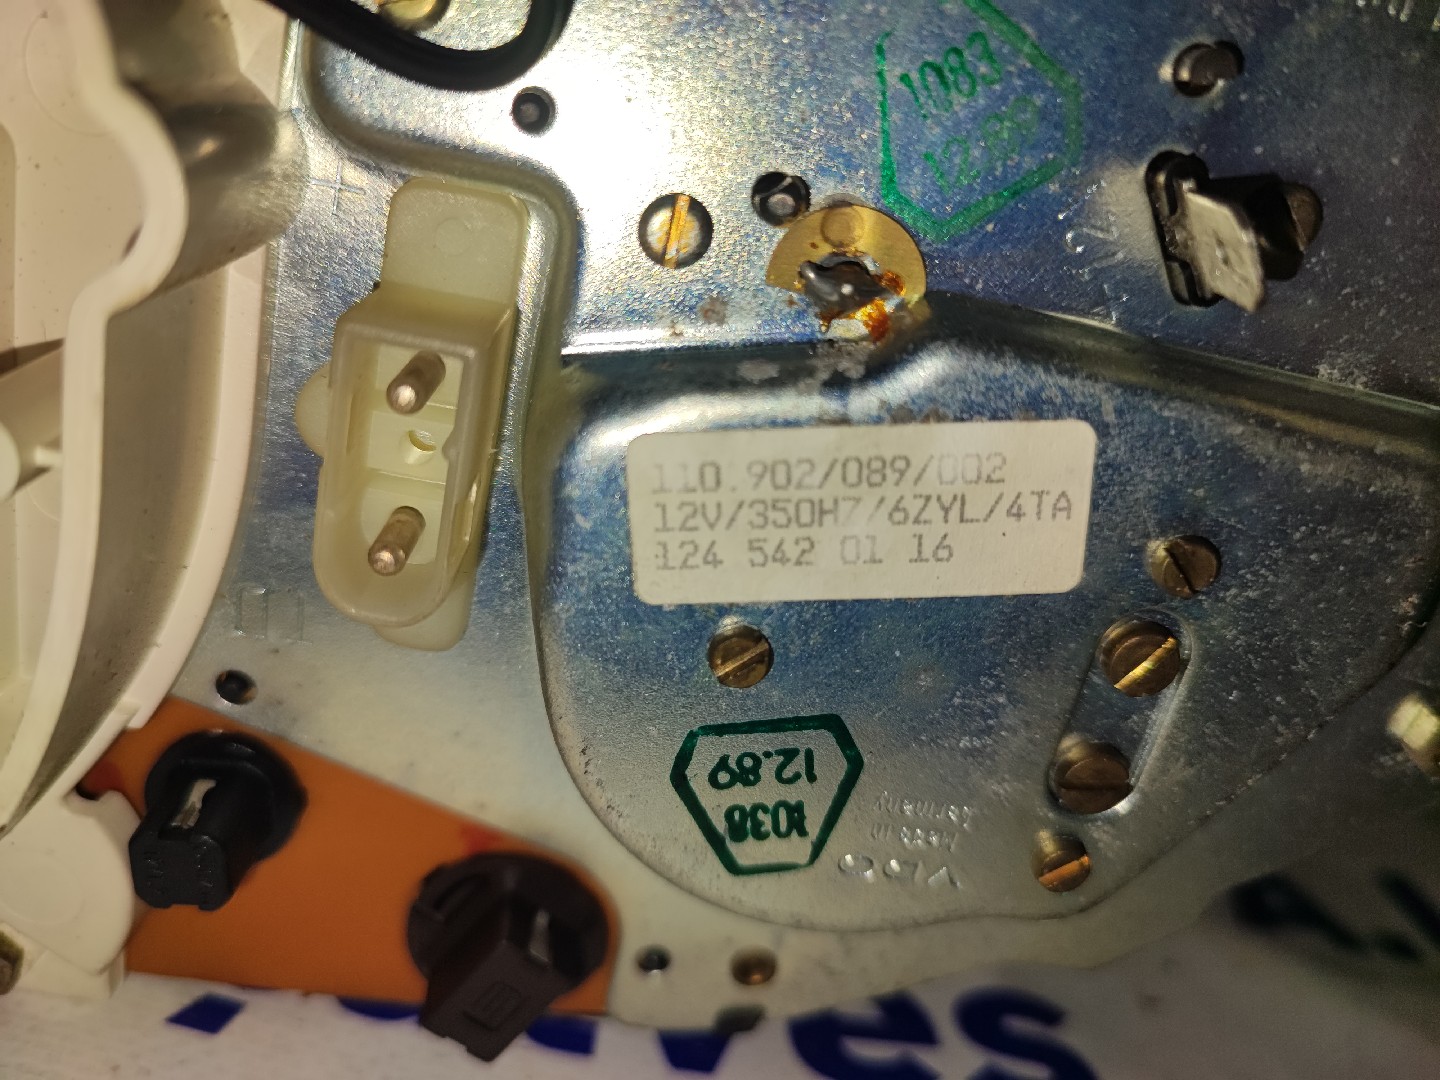 1083
12.89
+
110.902/089/002
12V/350HZ/6ZYL/4TA
124 542 01 16
1038
12.89
VDO
Made in
Germany